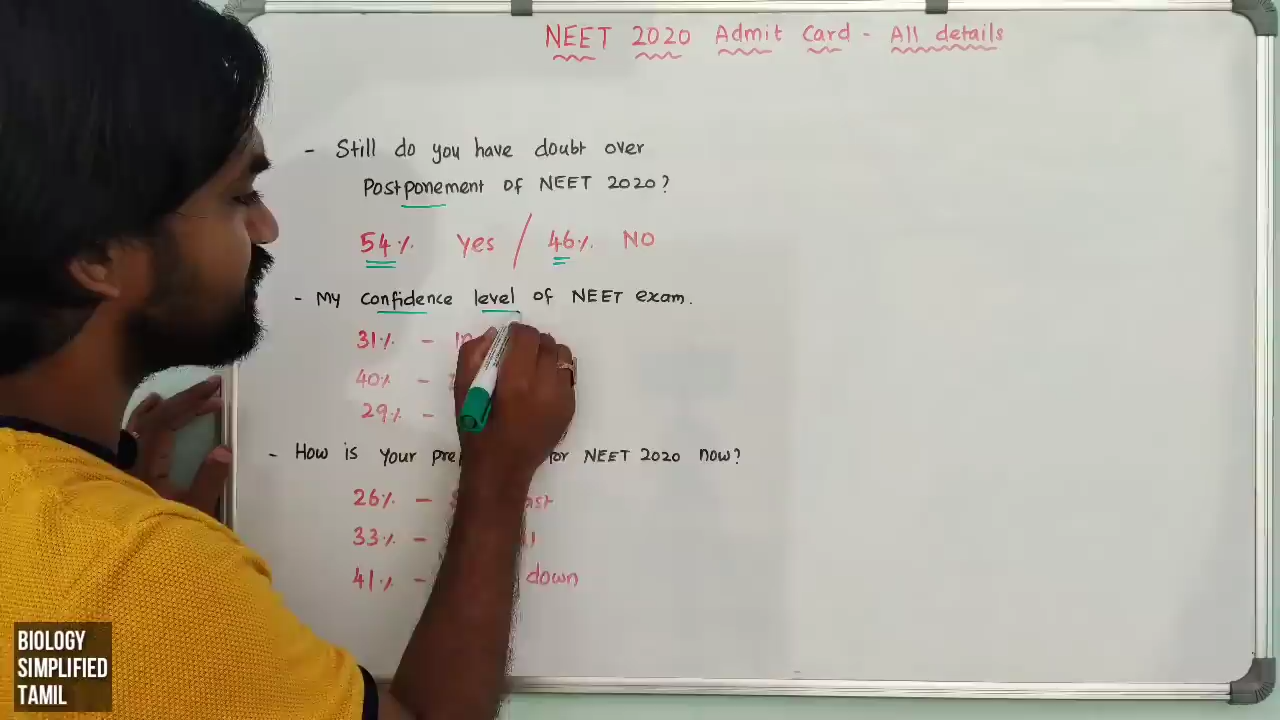 NEET 2020 Admit Card - All details
- Still do you have doubt over
Postponement of NEET 2020?
54% Yes / 46% NO
- My confidence level of NEET exam.
31% -
40% -
29% -
- How is your for NEET 2020 now?
26% -
33% -
41% - down
BIOLOGY
SIMPLIFIED
TAMIL